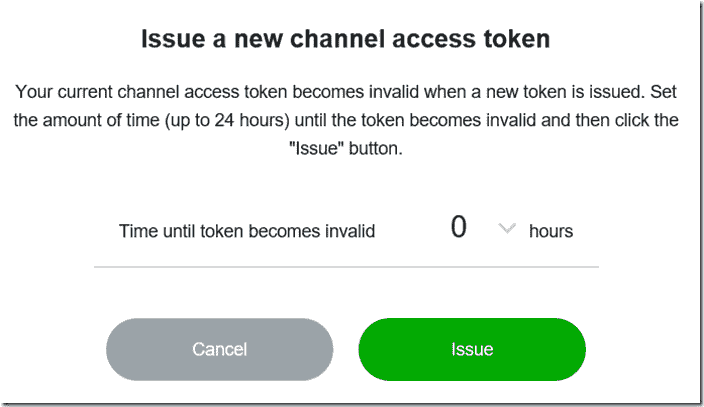 Issue a new channel access token
Your current channel access token becomes invalid when a new token is issued. Set
the amount of time (up to 24 hours) until the token becomes invalid and then click the
"Issue" button.
Time until token becomes invalid 0 hours
Cancel Issue